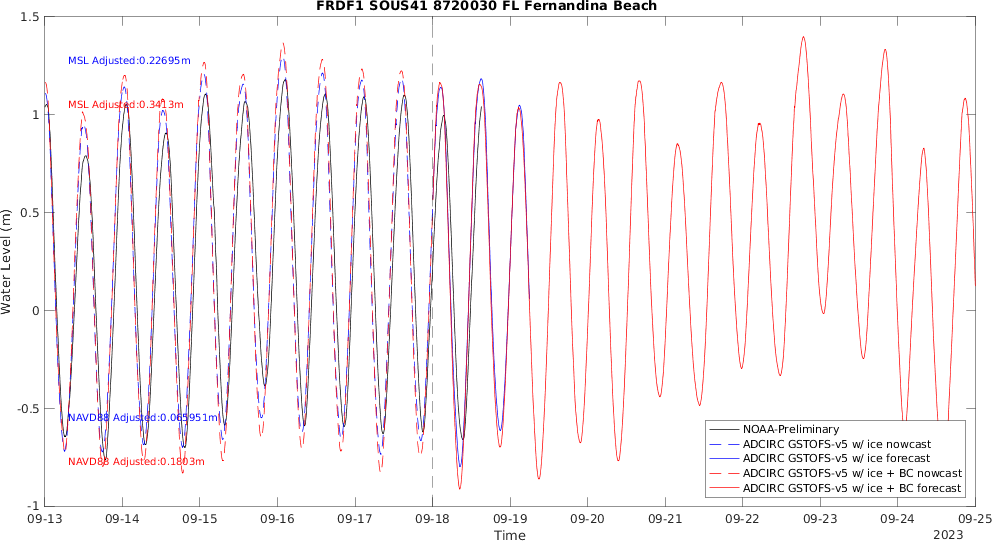 FRDF1 SOUS41 8720030 FL Fernandina Beach
1.5
1
0.5
0
-0.5
-1
Water Level (m)
MSL Adjusted:0.22695m
MSL Adjusted:0.3413m
NAVD88 Adjusted:0.065951m
NAVD88 Adjusted:0.1803m
NOAA-Preliminary
ADCIRC GSTOFS-v5 w/ ice nowcast
ADCIRC GSTOFS-v5 w/ ice forecast
ADCIRC GSTOFS-v5 w/ ice + BC nowcast
ADCIRC GSTOFS-v5 w/ ice + BC forecast
09-13 09-14 09-15 09-16 09-17 09-18 09-19 09-20 09-21 09-22 09-23 09-24 09-25
Time
2023